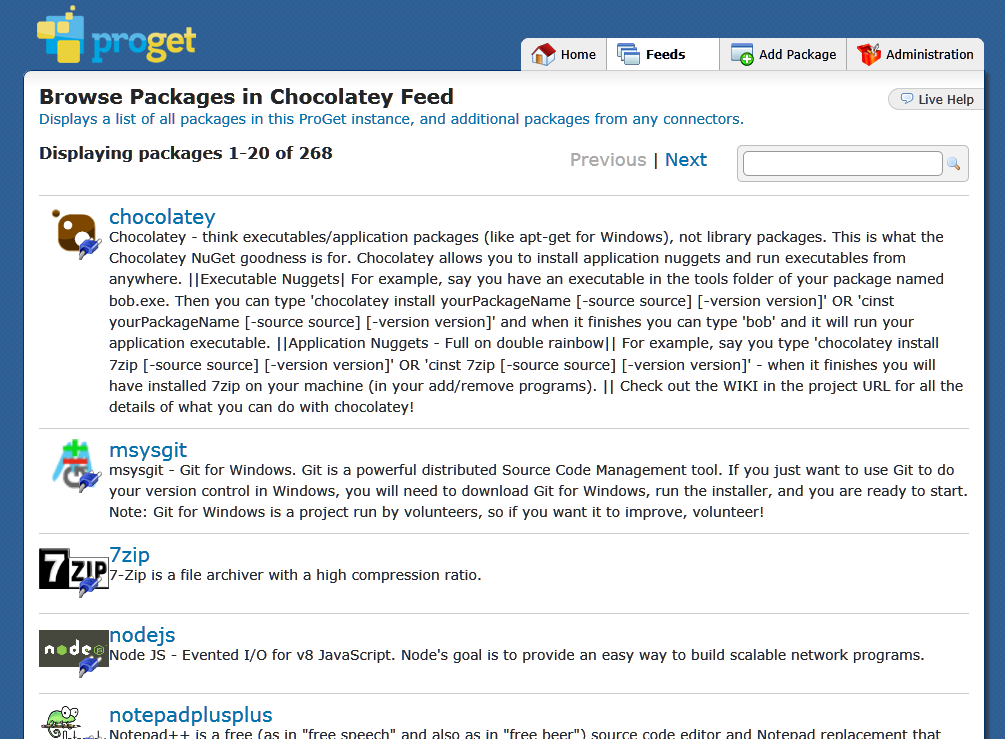 proget
Home
Feeds
Add Package
Administration
Browse Packages in Chocolatey Feed
Live Help
Displays a list of all packages in this ProGet instance, and additional packages from any connectors.
Displaying packages 1-20 of 268
Previous | Next
chocolatey
Chocolatey - think executables/application packages (like apt-get for Windows), not library packages. This is what the
Chocolatey NuGet goodness is for. Chocolatey allows you to install application nuggets and run executables from
anywhere. ||Executable Nuggets| For example, say you have an executable in the tools folder of your package named
bob.exe. Then you can type 'chocolatey install yourPackageName [-source source] [-version version]' OR 'cinst
yourPackageName [-source source] [-version version]' and when it finishes you can type 'bob' and it will run your
application executable. ||Application Nuggets - Full on double rainbow|| For example, say you type 'chocolatey install
7zip [-source source] [-version version]' OR 'cinst 7zip [-source source] [-version version]' - when it finishes you will
have installed 7zip on your machine (in your add/remove programs). || Check out the WIKI in the project URL for all the
details of what you can do with chocolatey!
msysgit
msysgit - Git for Windows. Git is a powerful distributed Source Code Management tool. If you just want to use Git to do
your version control in Windows, you will need to download Git for Windows, run the installer, and you are ready to start.
Note: Git for Windows is a project run by volunteers, so if you want it to improve, volunteer!
7ZIP
7zip
7-Zip is a file archiver with a high compression ratio.
node JS
nodejs
Node JS - Evented I/O for v8 JavaScript. Node's goal is to provide an easy way to build scalable network programs.
notepadplusplus
Notepad++ is a free (as in "free speech" and also as in "free beer") source code editor and Notepad replacement that